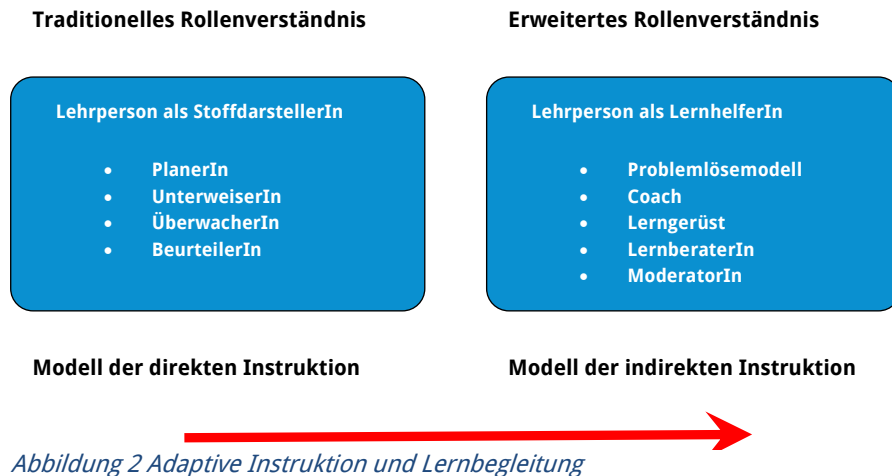 Traditionelles Rollenverständnis
Erweitertes Rollenverständnis
Lehrperson als StoffdarstellerIn
• PlanerIn
• UnterweiserIn
• ÜberwacherIn
• BeurteilerIn
Lehrperson als LernhelferIn
• Problemlösemodell
• Coach
• Lerngerüst
• LernberaterIn
• ModeratorIn
Modell der direkten Instruktion
Modell der indirekten Instruktion
Abbildung 2 Adaptive Instruktion und Lernbegleitung